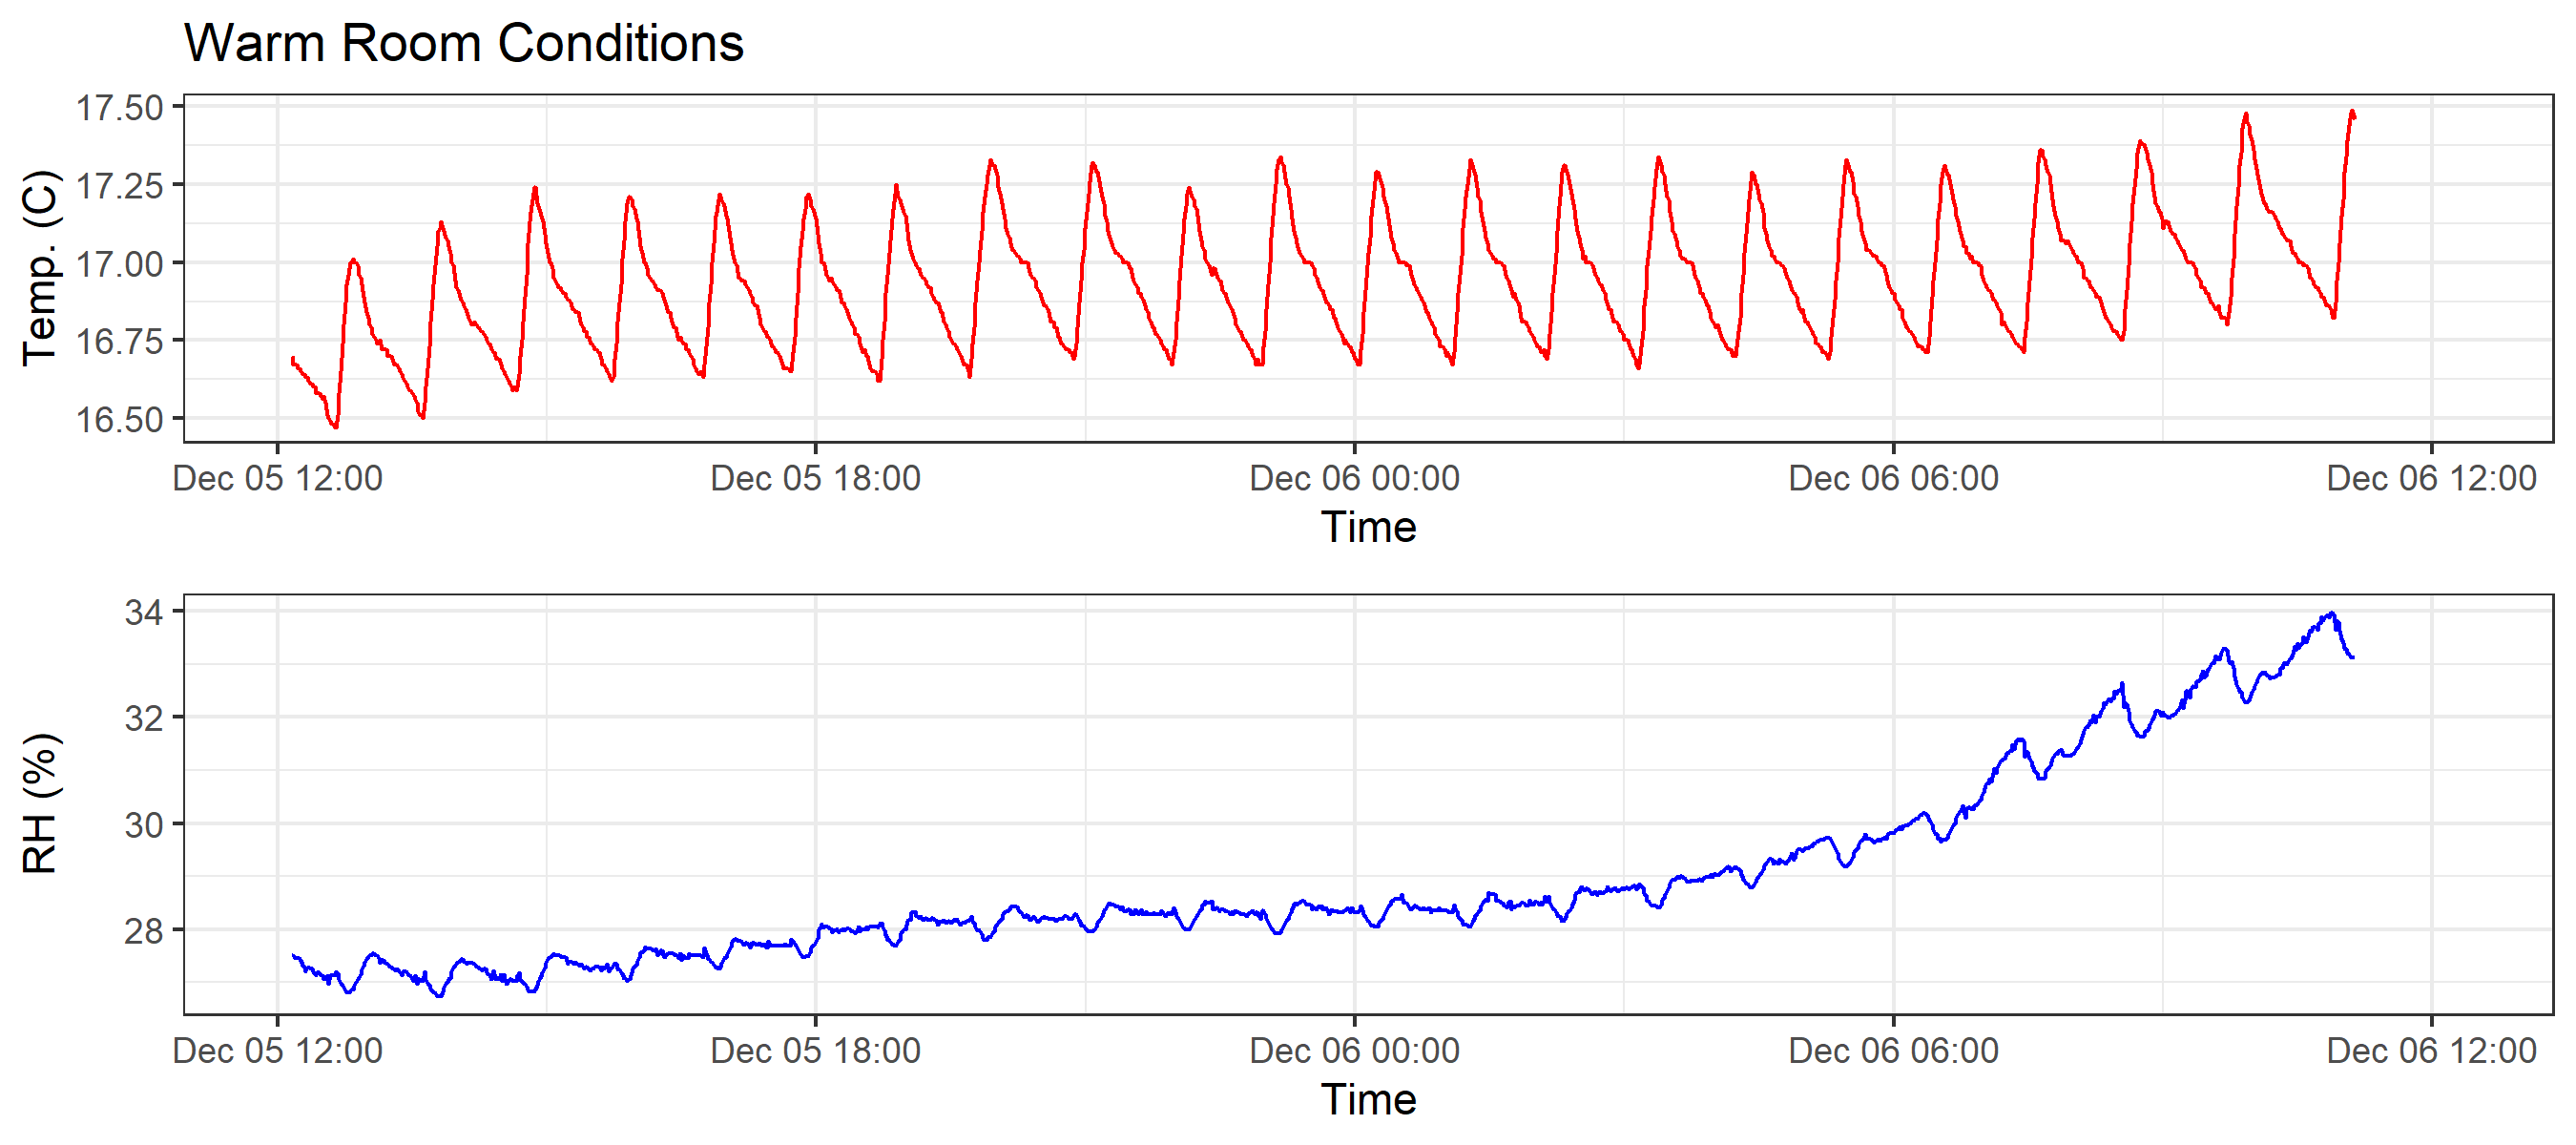 Warm Room Conditions
Temp. (C)
17.50
17.25
17.00
16.75
16.50
Dec 05 12:00 Dec 05 18:00 Dec 06 00:00 Dec 06 06:00 Dec 06 12:00
Time
RH (%)
34
32
30
28
Dec 05 12:00 Dec 05 18:00 Dec 06 00:00 Dec 06 06:00 Dec 06 12:00
Time